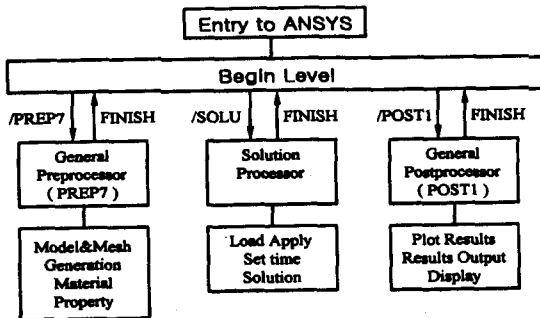 Entry to ANSYS
Begin Level
/PREP7 FINISH /SOLU FINISH /POST1 FINISH
General
Preprocessor
( PREP7 )
Solution
Processor
General
Postprocessor
( POST1 )
Model&Mesh
Generation
Material
Property
Load Apply
Set time
Solution
Plot Results
Results Output
Display